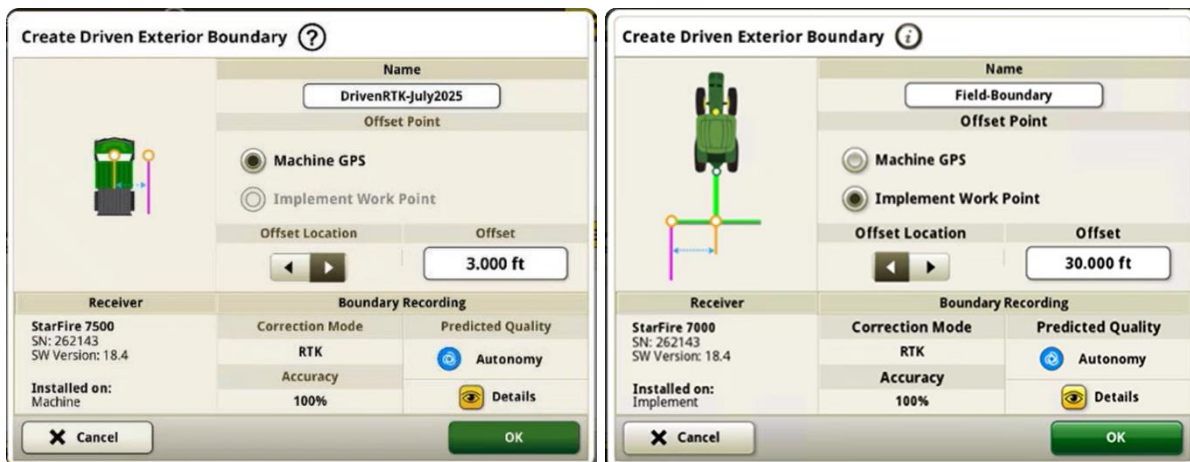 Create Driven Exterior Boundary ?
Name
DrivenRTK-July2025
Offset Point
Machine GPS
Implement Work Point
Offset Location
Offset
3.000 ft
Receiver
Boundary Recording
StarFire 7500
SN: 262143
SW Version: 18.4
Installed on:
Machine
Correction Mode
RTK
Accuracy
100%
Predicted Quality
Autonomy
Details
Cancel
OK
Create Driven Exterior Boundary i
Name
Field-Boundary
Offset Point
Machine GPS
Implement Work Point
Offset Location
Offset
30.000 ft
Receiver
Boundary Recording
StarFire 7000
SN: 262143
SW Version: 18.4
Installed on:
Implement
Correction Mode
RTK
Accuracy
100%
Predicted Quality
Autonomy
Details
Cancel
OK